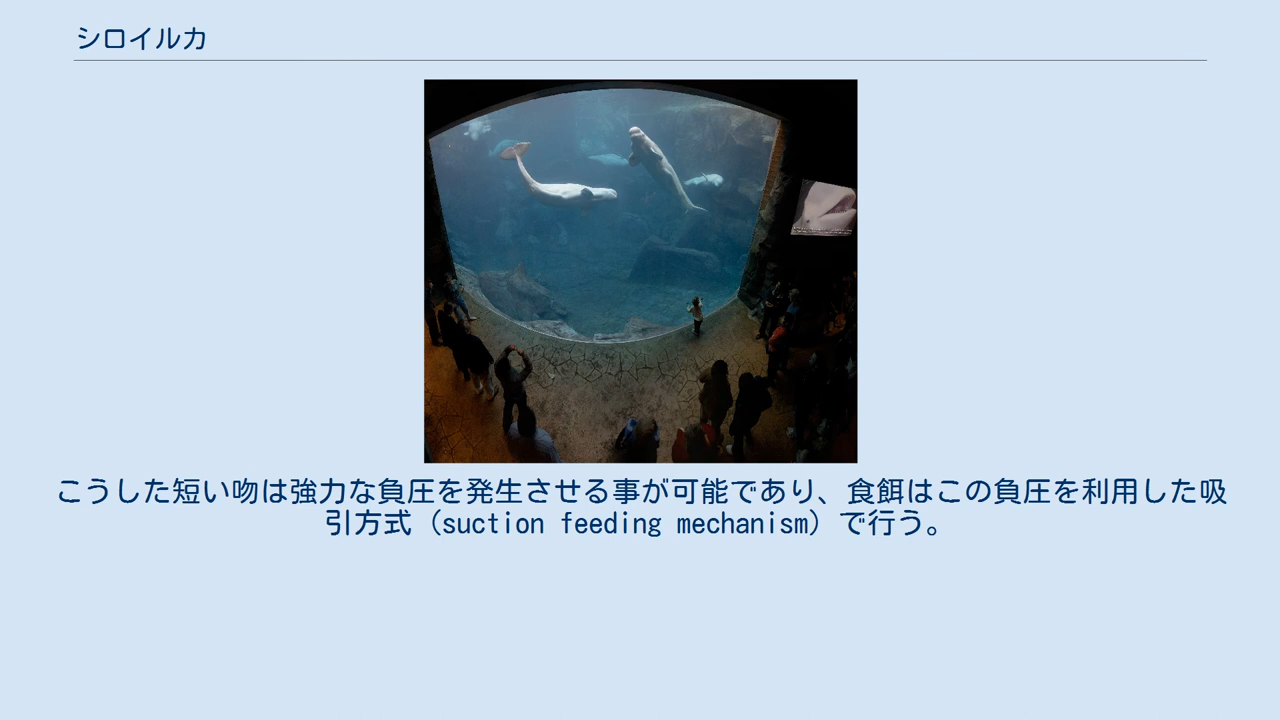 シロイルカ
こうした短い吻は強力な負圧を発生させる事が可能であり、食餌はこの負圧を利用した吸
引方式（suction feeding mechanism）で行う。